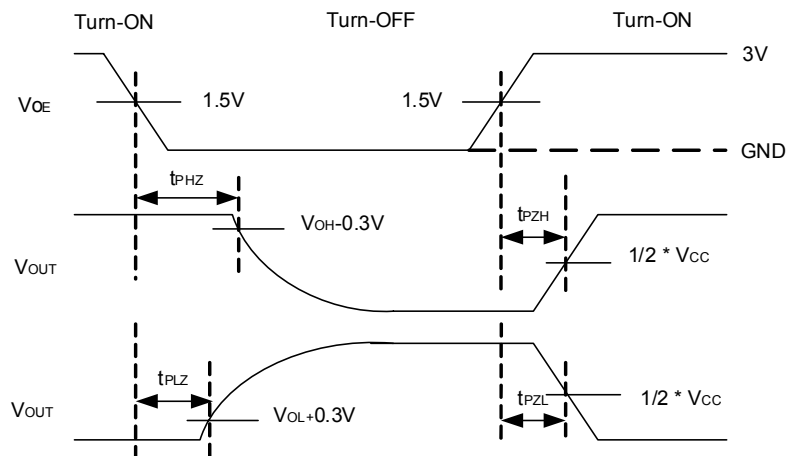 Turn-ON Turn-OFF Turn-ON
3V
VOE 1.5V 1.5V
GND
tPHZ
VOH-0.3V tPZH
VOUT 1/2 * VCC
tPLZ
VOUT VOL+0.3V tPZL 1/2 * VCC